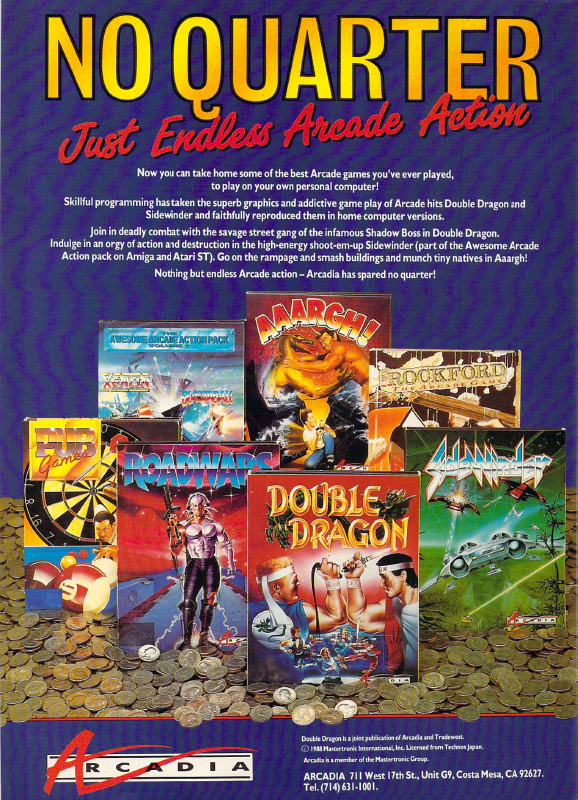 NO QUARTER
Just Endless Arcade Action
Now you can take home some of the best Arcade games you've ever played,
to play on your own personal computer!
Skillful programming has taken the superb graphics and addictive game play of Arcade hits Double Dragon and
Sidewinder and faithfully reproduced them in home computer versions.
Join in deadly combat with the savage street gang of the infamous Shadow Boss in Double Dragon.
Indulge in an orgy of action and destruction in the high-energy shoot-em-up Sidewinder (part of the Awesome Arcade
Action pack on Amiga and Atari ST). Go on the rampage and smash buildings and munch tiny natives in Aaargh!
Nothing but endless Arcade action – Arcadia has spared no quarter!
AAARGH!
THE
AWESOME ARCADE ACTION PACK
VOLUME
XENON
BLASTABALL
ROCKFORD
THE ARCADE GAME
PUB
Games
8 16 7
ROADWARS
SideWinder
DOUBLE
DRAGON
ARCADIA
DIA
ARCADIA
Double Dragon is a joint publication of Arcadia and Tradewest.
© 1988 Mastertronic International, Inc. Licensed from Technos Japan.
Arcadia is a member of the Mastertronic Group.
ARCADIA 711 West 17th St., Unit G9, Costa Mesa, CA 92627.
Tel. (714) 631-1001.